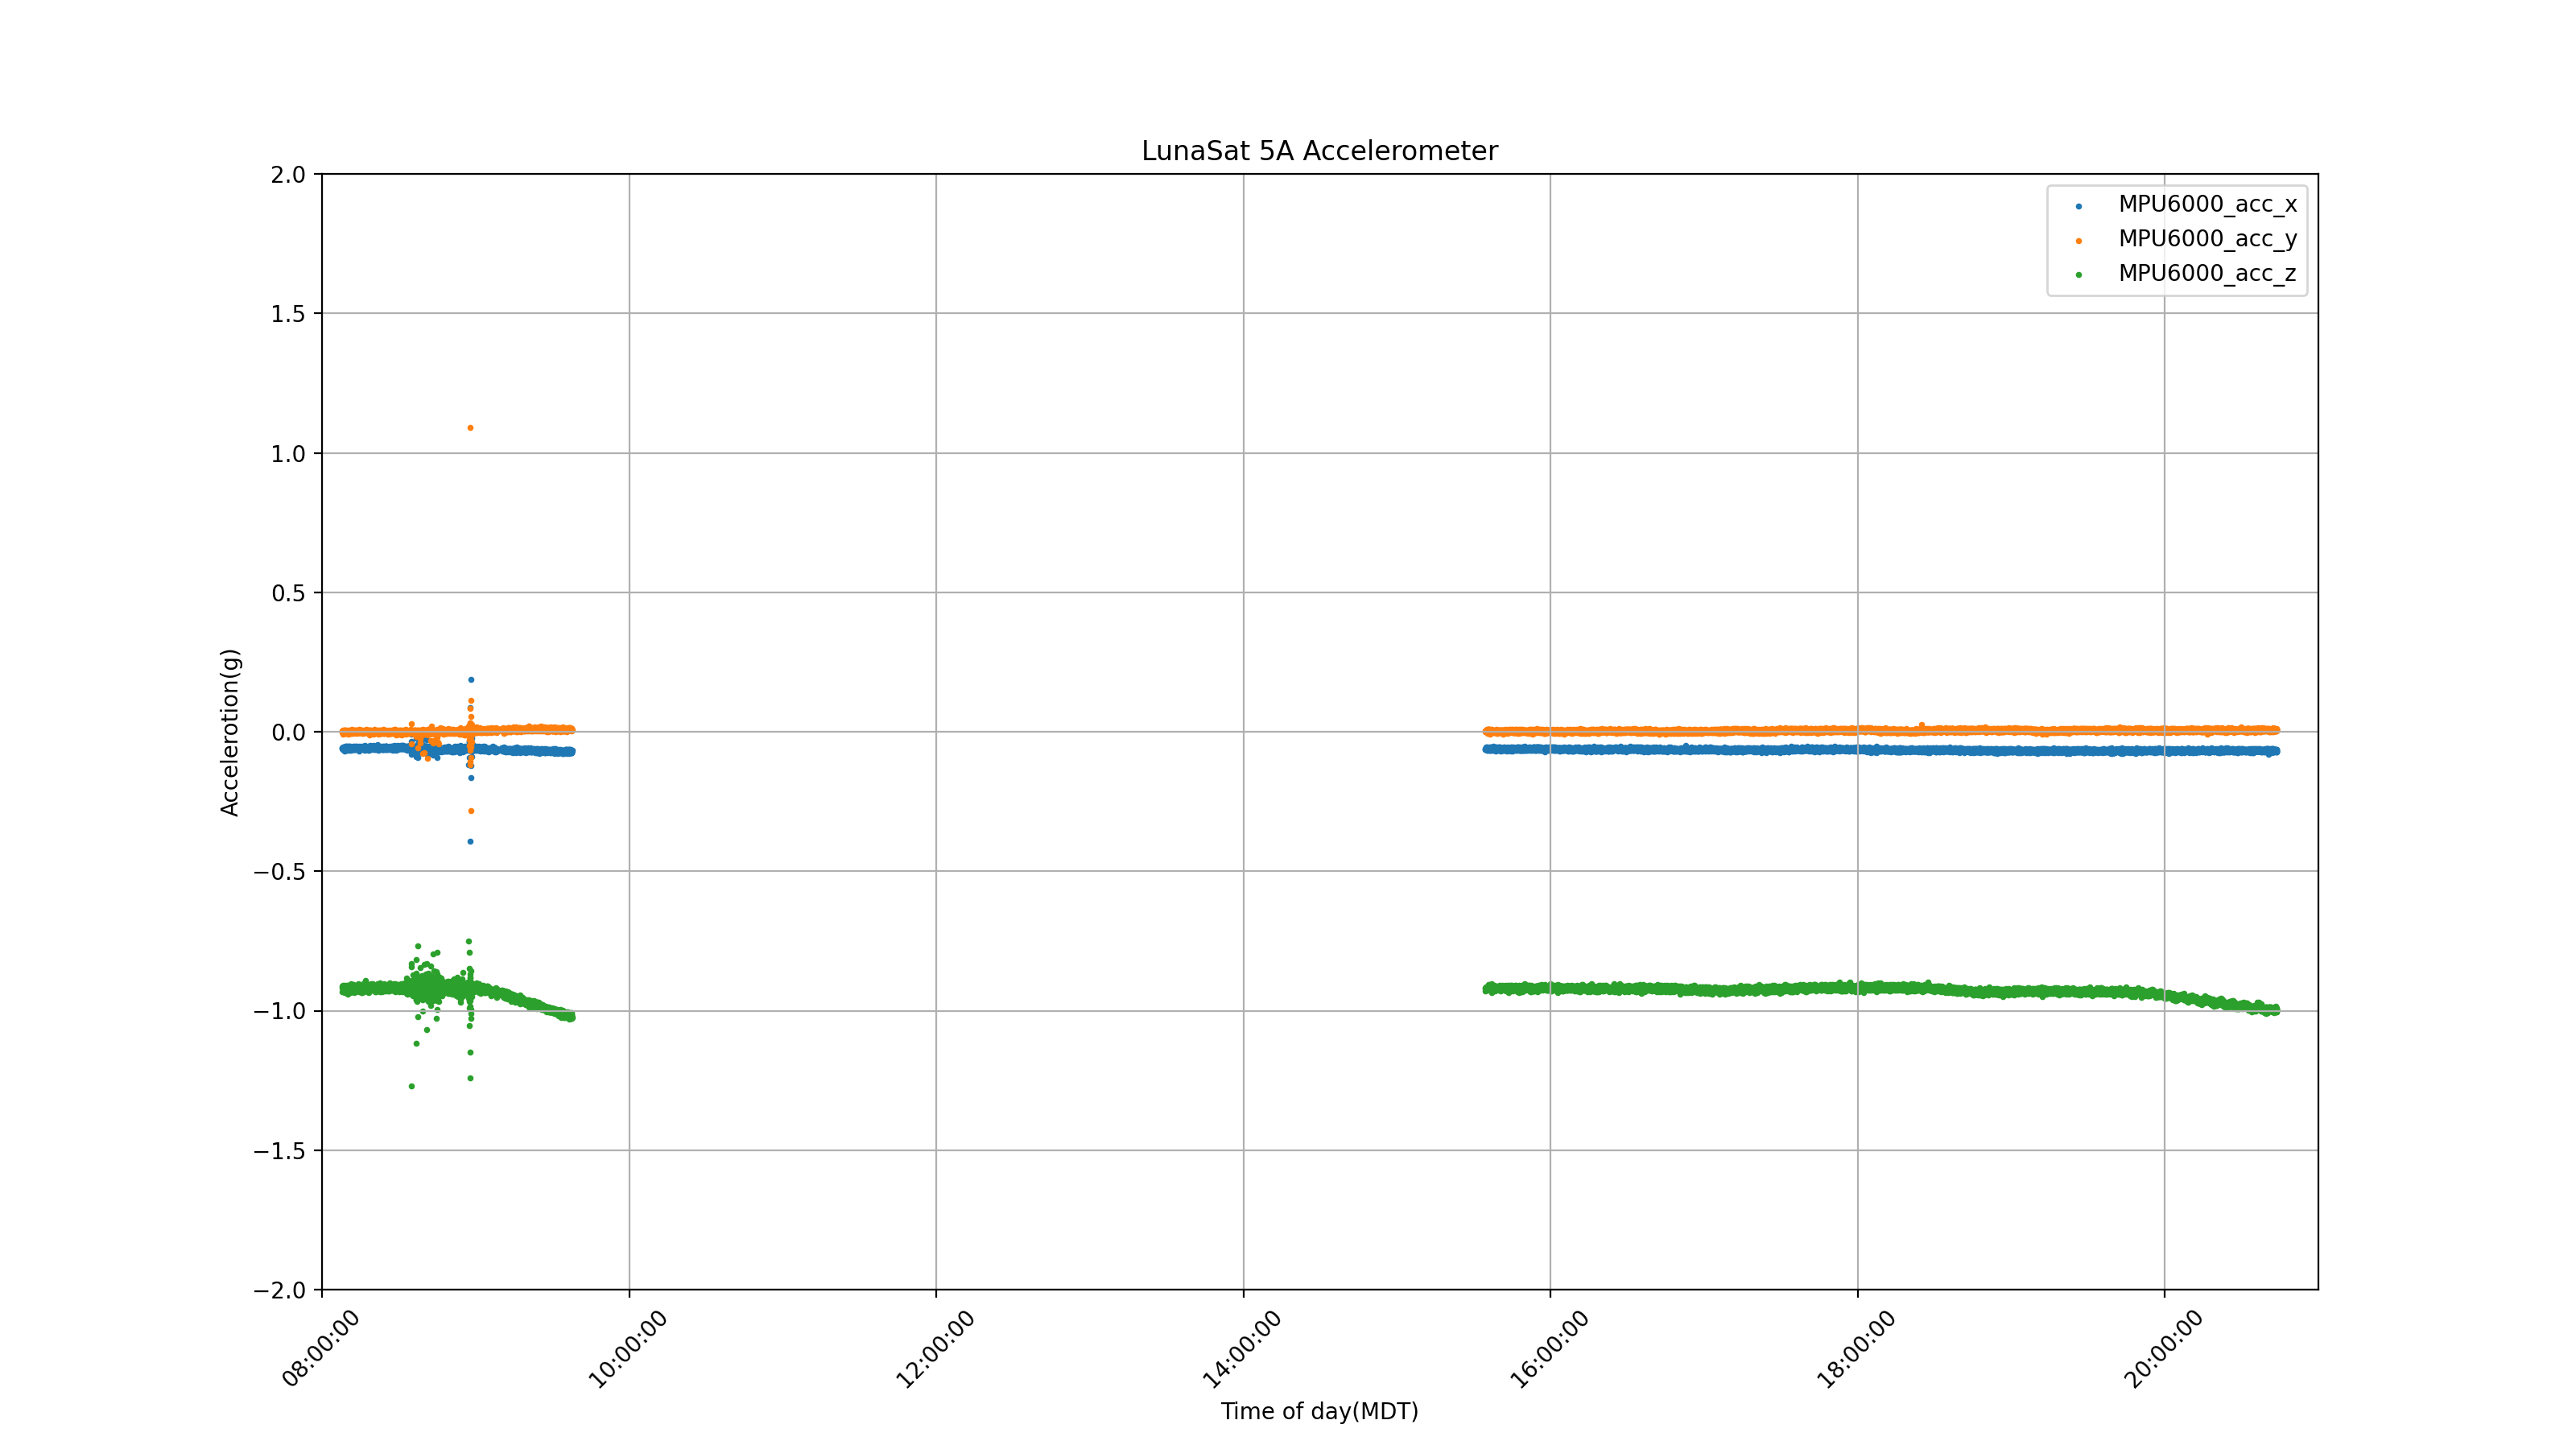 LunaSat 5A Accelerometer
MPU6000_acc_x
MPU6000_acc_y
MPU6000_acc_z
2.0
1.5
1.0
0.5
0.0
−0.5
−1.0
−1.5
−2.0
Accelerotion(g)
08:00:00
10:00:00
12:00:00
14:00:00
16:00:00
18:00:00
20:00:00
Time of day(MDT)